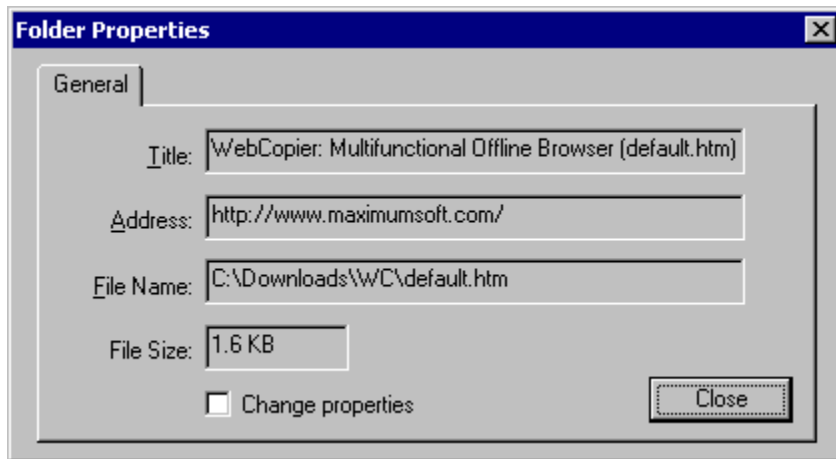 Folder Properties
General
Title: WebCopier: Multifunctional Offline Browser (default.htm)
Address: http://www.maximumsoft.com/
File Name: C:\Downloads\WC\default.htm
File Size: 1.6 KB
Change properties
Close